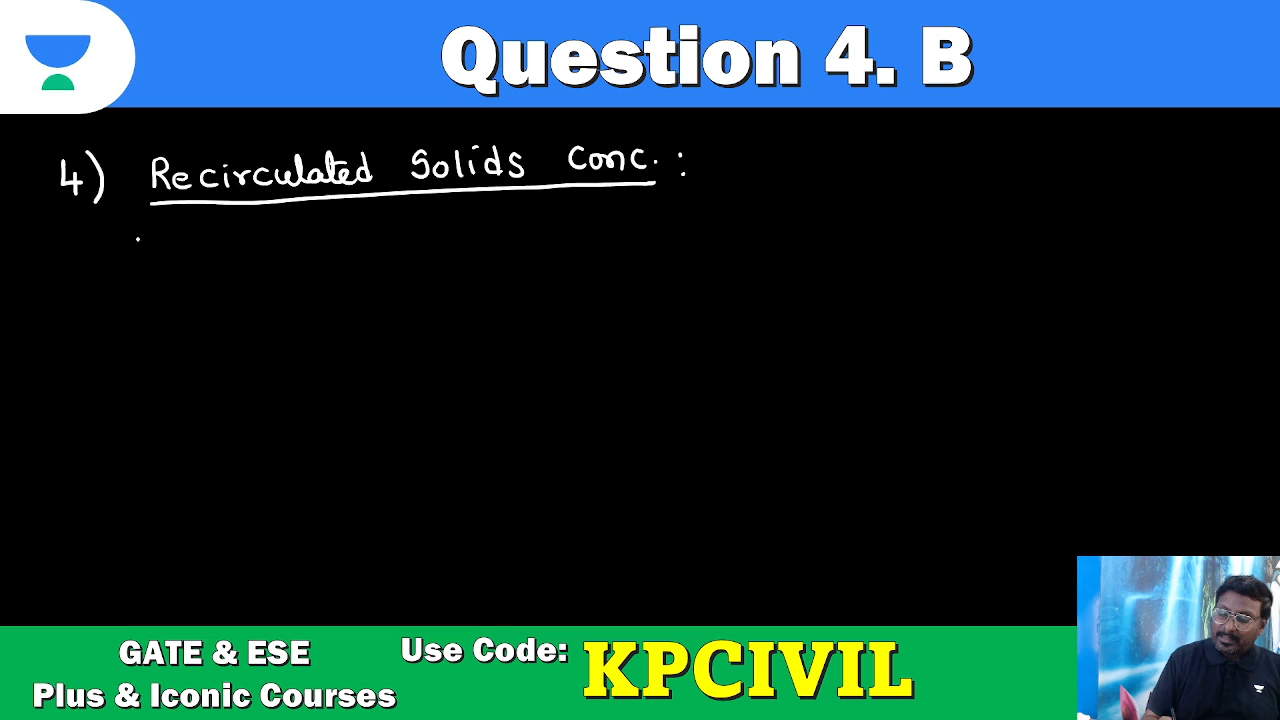 Question 4. B
4) Recirculated Solids conc. :
GATE & ESE
Plus & Iconic Courses
Use Code:
KPCIVIL